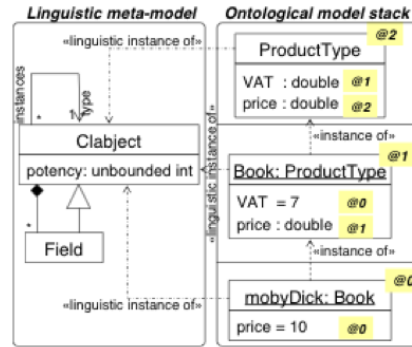 Linguistic meta-model
Ontological model stack
@2
«linguistic instance of»
ProductType
VAT : double @1
price : double @2
instances
*
1
type
Clabject
potency: unbounded int
*
Field
«linguistic instance of»
«instance of»
@1
Book: ProductType
VAT = 7 @0
price : double @1
«instance of»
@0
«linguistic instance of»
mobyDick: Book
price = 10 @0